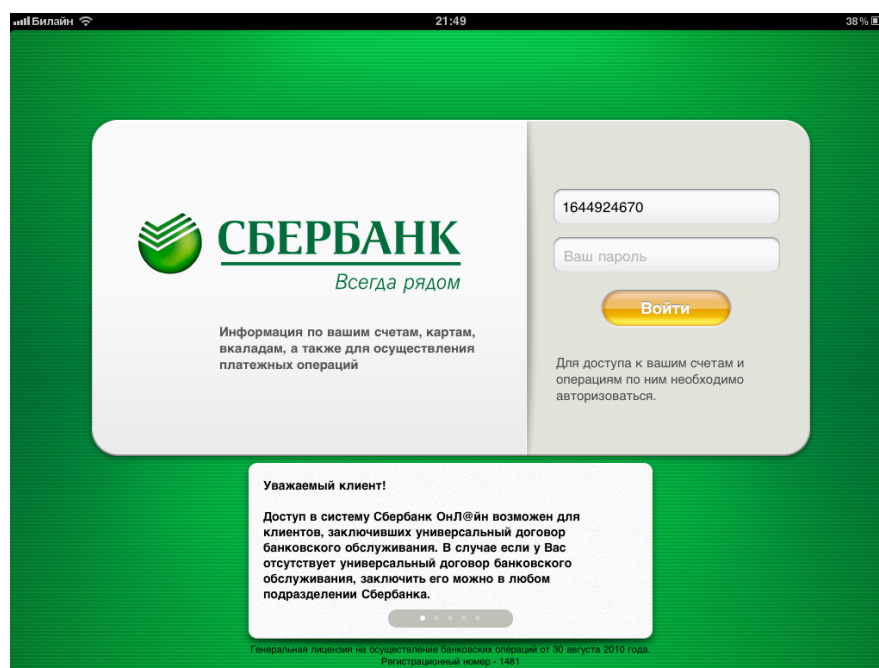 Билайн 21:49 38%
СБЕРБАНК
Всегда рядом
Информация по вашим счетам, картам,
вкаладам, а также для осуществления
платежных операций
1644924670
Ваш пароль
Войти
Для доступа к вашим счетам и
операциям по ним необходимо
авторизоваться.
Уважаемый клиент!
Доступ в систему Сбербанк ОнЛ@йн возможен для
клиентов, заключивших универсальный договор
банковского обслуживания. В случае если у Вас
отсутствует универсальный договор банковского
обслуживания, заключить его можно в любом
подразделении Сбербанка.
Генеральная лицензия на осуществление банковских операций от 30 августа 2010 года.
Регистрационный номер - 1481